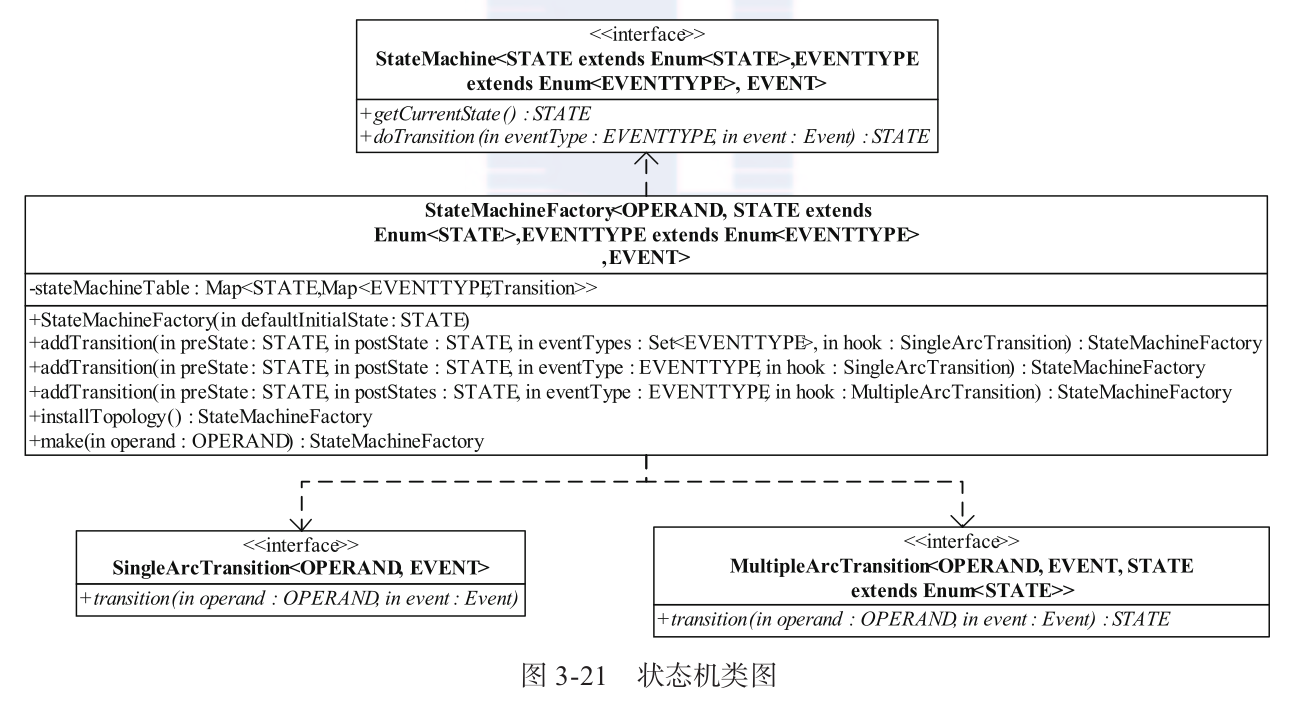 <<interface>>
StateMachine<STATE extends Enum<STATE>,EVENTTYPE
extends Enum<EVENTTYPE>, EVENT>
+getCurrentState() : STATE
+doTransition(in eventType : EVENTTYPE, in event : Event) : STATE
StateMachineFactory<OPERAND, STATE extends
Enum<STATE>,EVENTTYPE extends Enum<EVENTTYPE>
,EVENT>
-stateMachineTable : Map<STATE,Map<EVENTTYPE,Transition>>
+StateMachineFactory(in defaultInitialState : STATE)
+addTransition(in preState : STATE, in postState : STATE, in eventTypes : Set<EVENTTYPE>, in hook : SingleArcTransition) : StateMachineFactory
+addTransition(in preState : STATE, in postState : STATE, in eventType : EVENTTYPE, in hook : SingleArcTransition) : StateMachineFactory
+addTransition(in preState : STATE, in postStates : STATE, in eventType : EVENTTYPE, in hook : MultipleArcTransition) : StateMachineFactory
+installTopology() : StateMachineFactory
+make(in operand : OPERAND) : StateMachineFactory
<<interface>>
SingleArcTransition<OPERAND, EVENT>
+transition(in operand : OPERAND, in event : Event)
<<interface>>
MultipleArcTransition<OPERAND, EVENT, STATE
extends Enum<STATE>>
+transition(in operand : OPERAND, in event : Event) : STATE
图 3-21 状态机类图